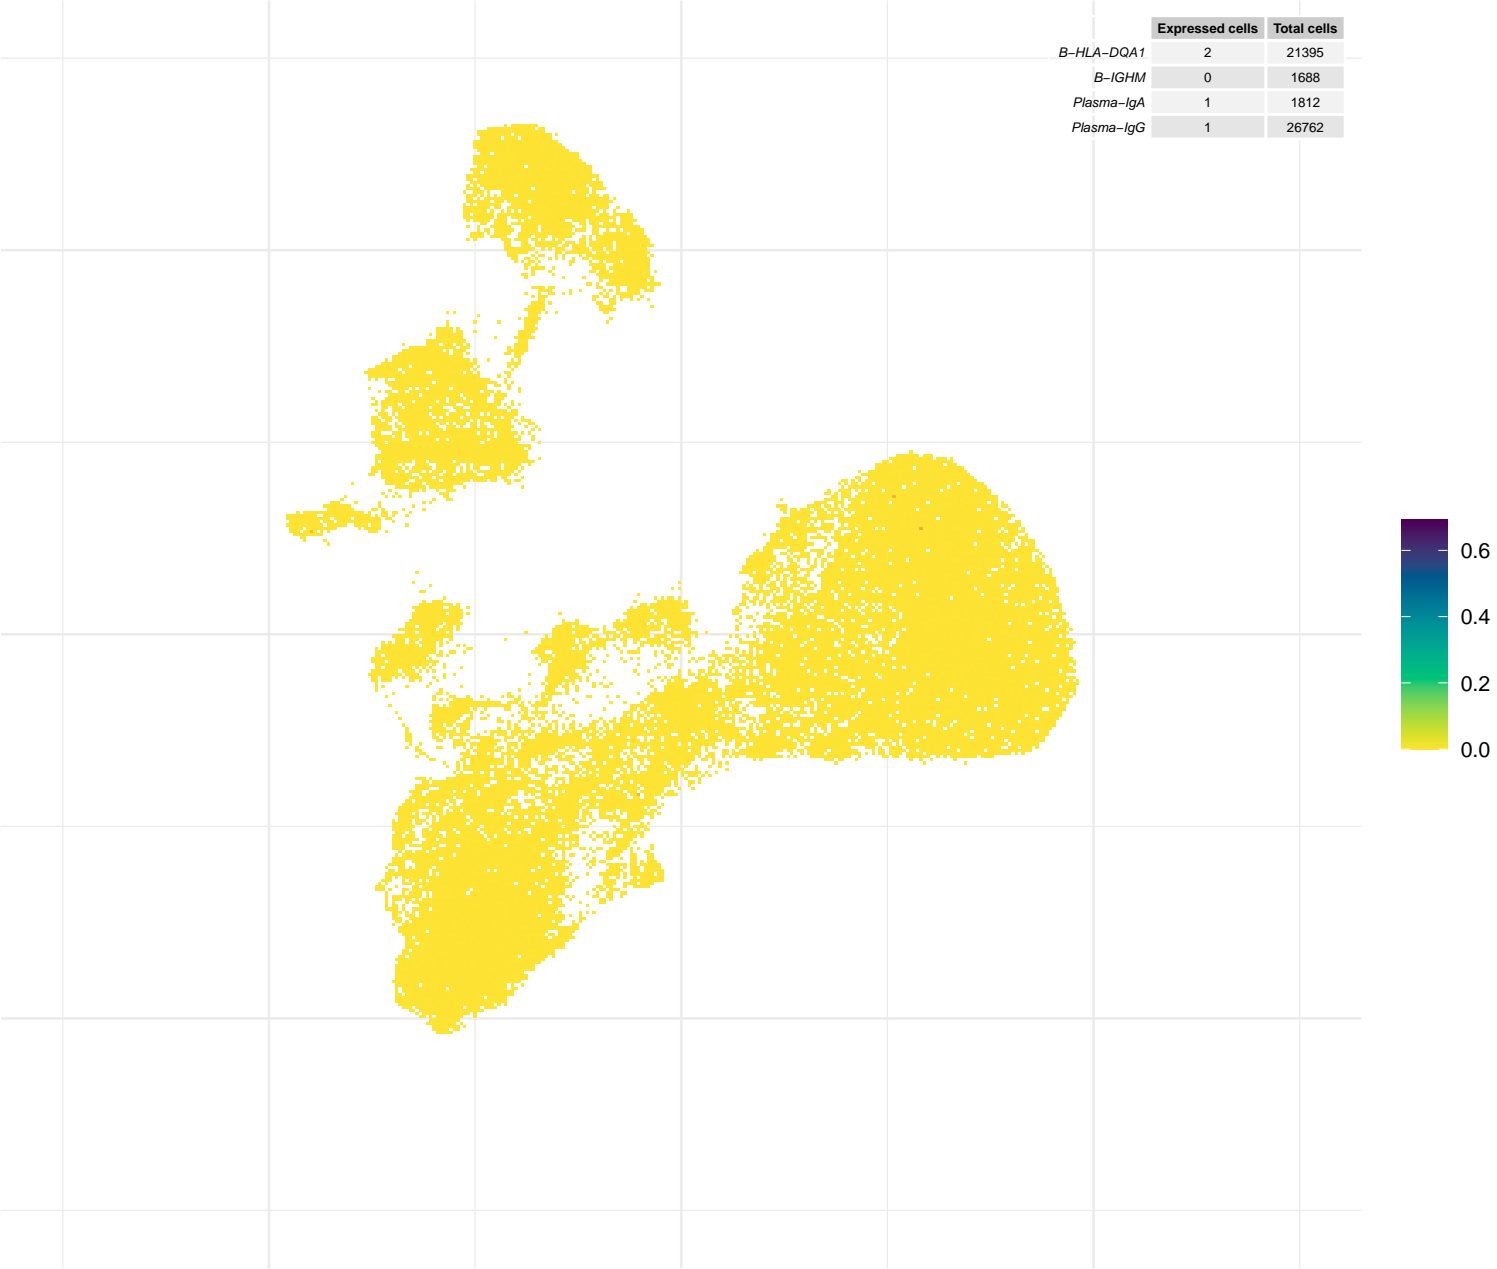 Expressed cells Total cells
B−HLA−DQA1 2 21395
B−IGHM 0 1688
Plasma−IgA 1 1812
Plasma−IgG 1 26762
0.6
0.4
0.2
0.0